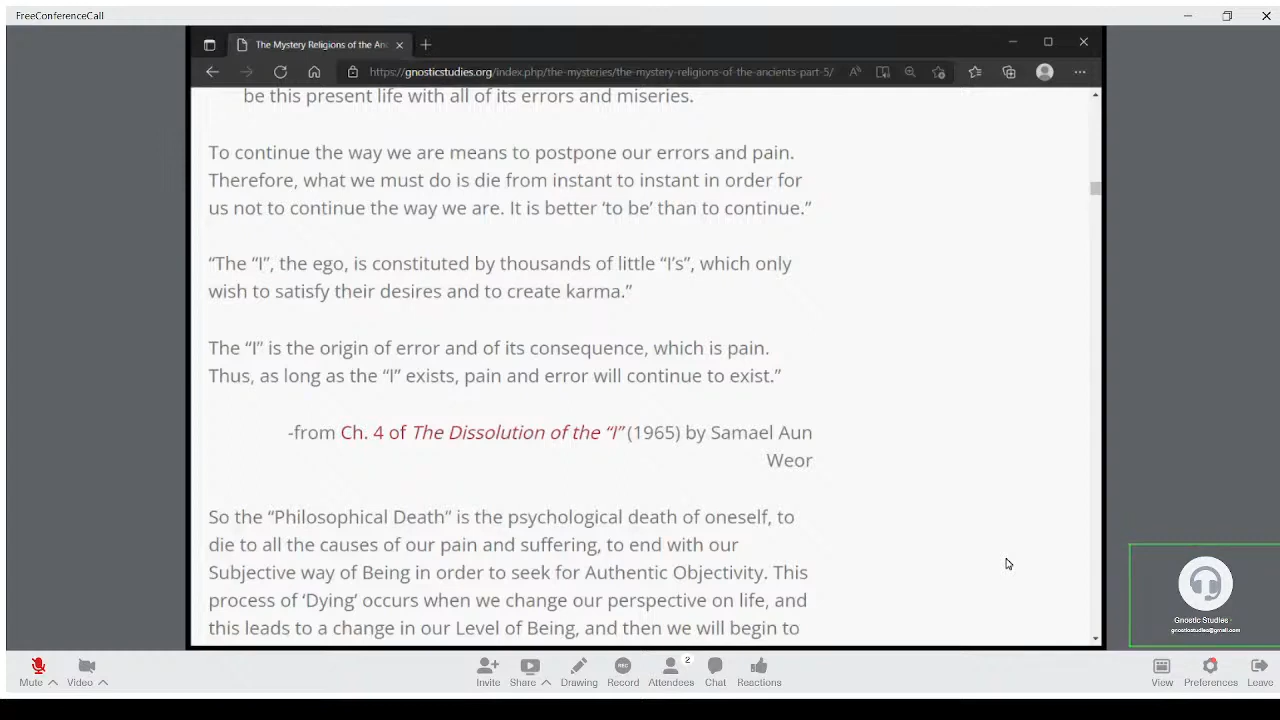 FreeConferenceCall
The Mystery Religions of the An
https://gnosticstudies.org/index.php/the-mysteries/the-mystery-religions-of-the-ancients-part-5/
be this present life with all of its errors and miseries.
To continue the way we are means to postpone our errors and pain.
Therefore, what we must do is die from instant to instant in order for
us not to continue the way we are. It is better ‘to be’ than to continue.”
“The “I”, the ego, is constituted by thousands of little “I’s”, which only
wish to satisfy their desires and to create karma.”
The “I” is the origin of error and of its consequence, which is pain.
Thus, as long as the “I” exists, pain and error will continue to exist.”
-from Ch. 4 of The Dissolution of the “I” (1965) by Samael Aun
Weor
So the “Philosophical Death” is the psychological death of oneself, to
die to all the causes of our pain and suffering, to end with our
Subjective way of Being in order to seek for Authentic Objectivity. This
process of ‘Dying’ occurs when we change our perspective on life, and
this leads to a change in our Level of Being, and then we will begin to
Gnostic Studies
gnosticstudies@gmail.com
Mute
Video
Invite
Share
Drawing
REC
Record
2
Attendees
Chat
Reactions
View
Preferences
Leave